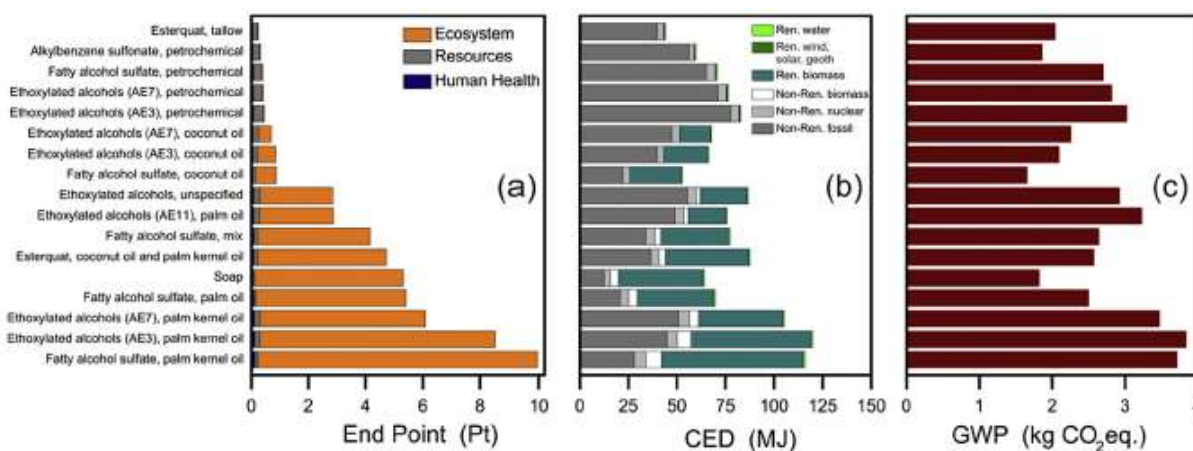 Esterquat, tallow
Alkylbenzene sulfonate, petrochemical
Fatty alcohol sulfate, petrochemical
Ethoxylated alcohols (AE7), petrochemical
Ethoxylated alcohols (AE3), petrochemical
Ethoxylated alcohols (AE7), coconut oil
Ethoxylated alcohols (AE3), coconut oil
Fatty alcohol sulfate, coconut oil
Ethoxylated alcohols, unspecified
Ethoxylated alcohols (AE11), palm oil
Fatty alcohol sulfate, mix
Esterquat, coconut oil and palm kernel oil
Soap
Fatty alcohol sulfate, palm oil
Ethoxylated alcohols (AE7), palm kernel oil
Ethoxylated alcohols (AE3), palm kernel oil
Fatty alcohol sulfate, palm kernel oil
Ecosystem
Resources
Human Health
(a)
0 2 4 6 8 10
End Point (Pt)
Ren. water
Ren. wind,
solar, geoth
Ren. biomass
Non-Ren. biomass
Non-Ren. nuclear
Non-Ren. fossil
(b)
0 25 50 75 100 125 150
CED (MJ)
(c)
0 1 2 3
GWP (kg CO₂eq.)